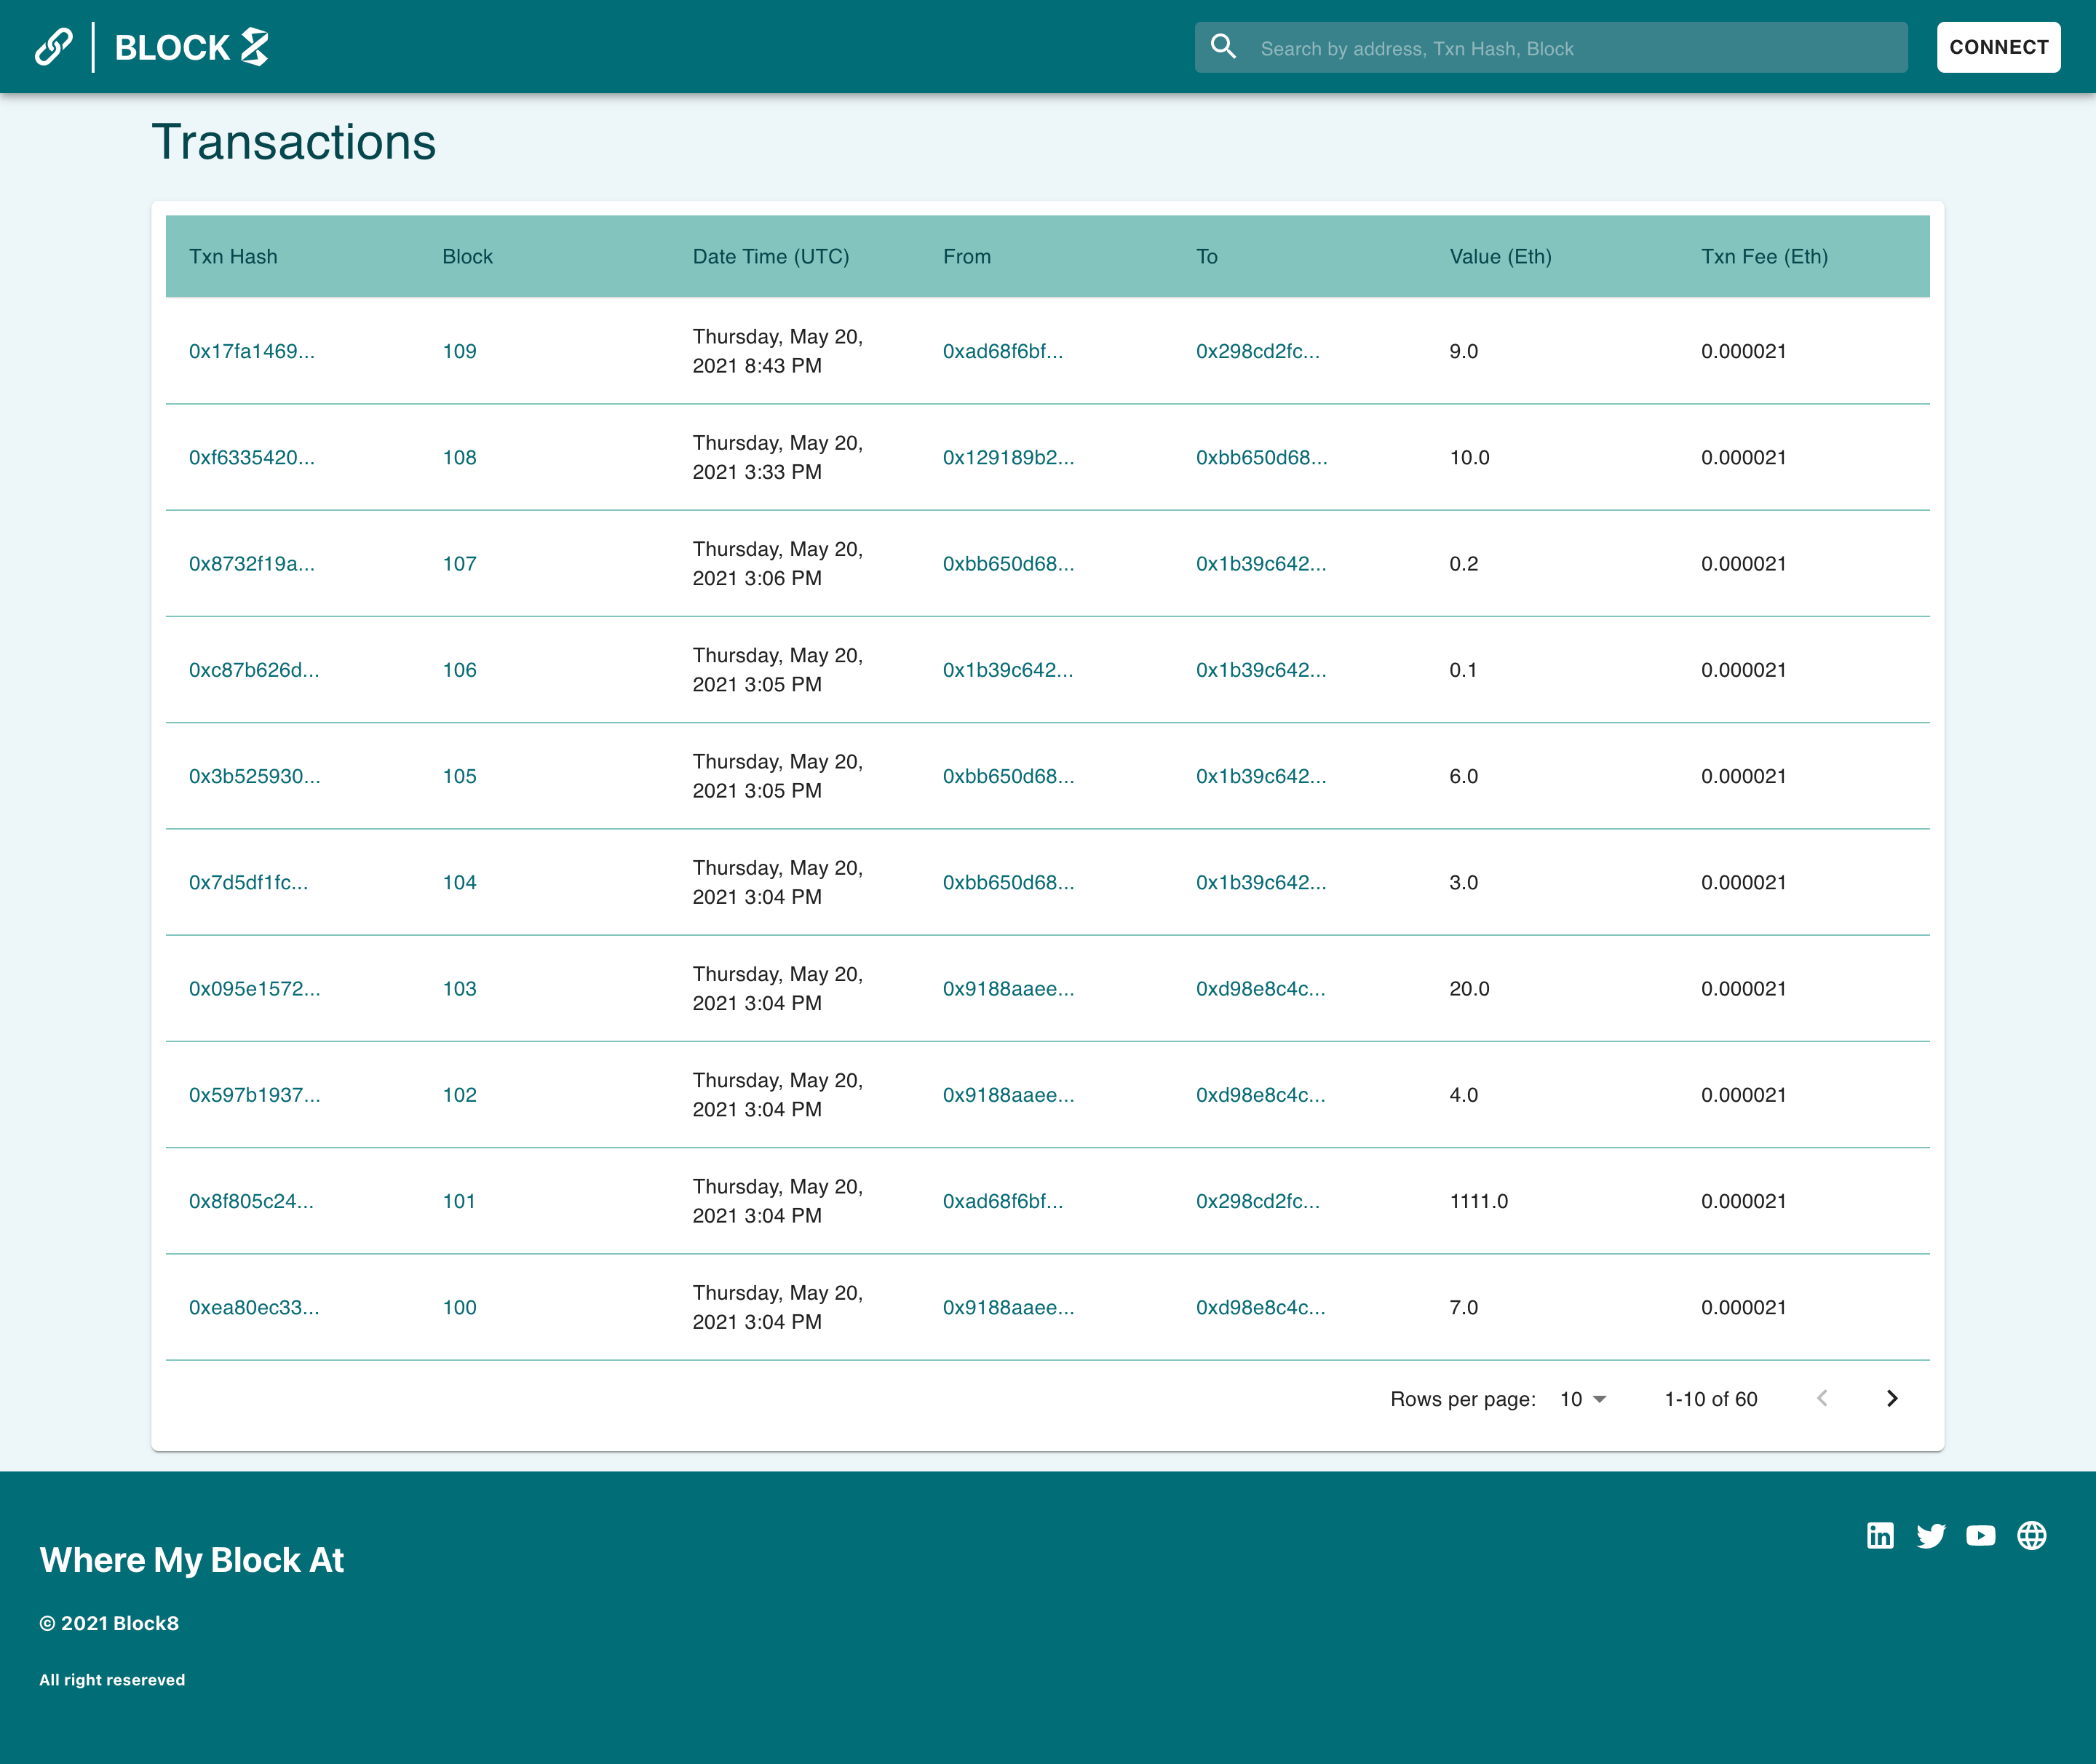 BLOCK 8
Search by address, Txn Hash, Block
CONNECT
Transactions
Txn Hash Block Date Time (UTC) From To Value (Eth) Txn Fee (Eth)
0x17fa1469... 109 Thursday, May 20, 2021 8:43 PM 0xad68f6bf... 0x298cd2fc... 9.0 0.000021
0xf6335420... 108 Thursday, May 20, 2021 3:33 PM 0x129189b2... 0xbb650d68... 10.0 0.000021
0x8732f19a... 107 Thursday, May 20, 2021 3:06 PM 0xbb650d68... 0x1b39c642... 0.2 0.000021
0xc87b626d... 106 Thursday, May 20, 2021 3:05 PM 0x1b39c642... 0x1b39c642... 0.1 0.000021
0x3b525930... 105 Thursday, May 20, 2021 3:05 PM 0xbb650d68... 0x1b39c642... 6.0 0.000021
0x7d5df1fc... 104 Thursday, May 20, 2021 3:04 PM 0xbb650d68... 0x1b39c642... 3.0 0.000021
0x095e1572... 103 Thursday, May 20, 2021 3:04 PM 0x9188aaee... 0xd98e8c4c... 20.0 0.000021
0x597b1937... 102 Thursday, May 20, 2021 3:04 PM 0x9188aaee... 0xd98e8c4c... 4.0 0.000021
0x8f805c24... 101 Thursday, May 20, 2021 3:04 PM 0xad68f6bf... 0x298cd2fc... 1111.0 0.000021
0xea80ec33... 100 Thursday, May 20, 2021 3:04 PM 0x9188aaee... 0xd98e8c4c... 7.0 0.000021
Rows per page: 10 1-10 of 60
Where My Block At
© 2021 Block8
All right resereved